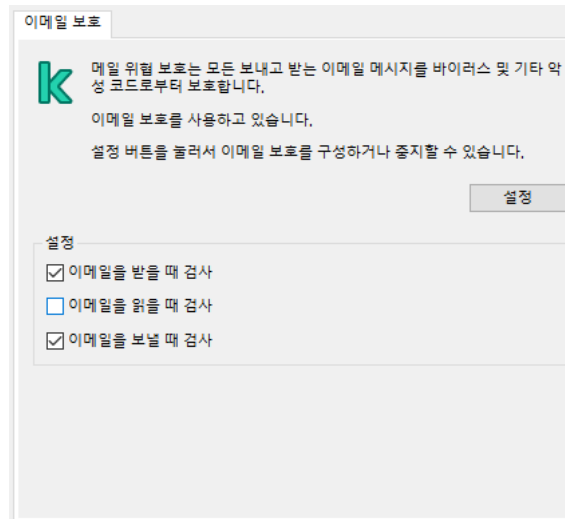 이메일 보호
메일 위협 보호는 모든 보내고 받는 이메일 메시지를 바이러스 및 기타 악
성 코드로부터 보호합니다.
이메일 보호를 사용하고 있습니다.
설정 버튼을 눌러서 이메일 보호를 구성하거나 중지할 수 있습니다.
설정
설정
이메일을 받을 때 검사
이메일을 읽을 때 검사
이메일을 보낼 때 검사